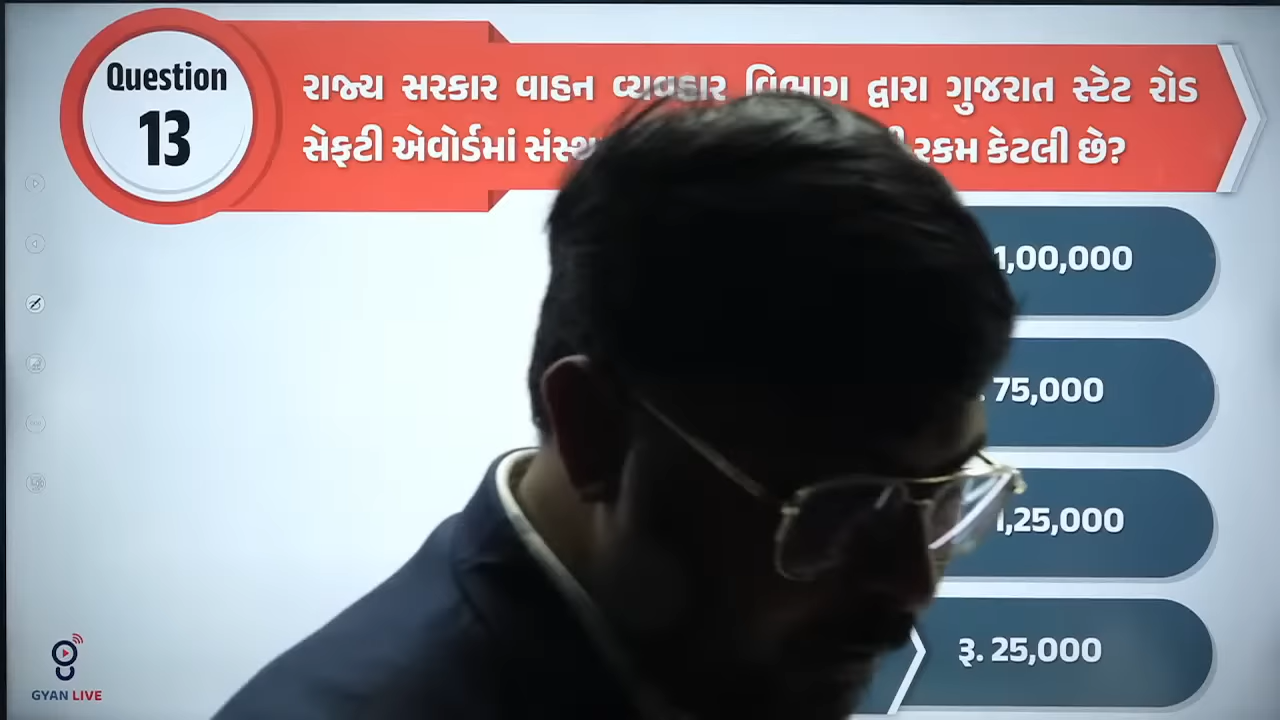 Question
13
રાજ્ય સરકાર વાહન વ્યવહાર વિભાગ દ્વારા ગુજરાત સ્ટેટ રોડ
સેફ્ટી એવોર્ડમાં રકમ કેટલી છે?
1,00,000
75,000
1,25,000
રૂ. 25,000
GYAN LIVE